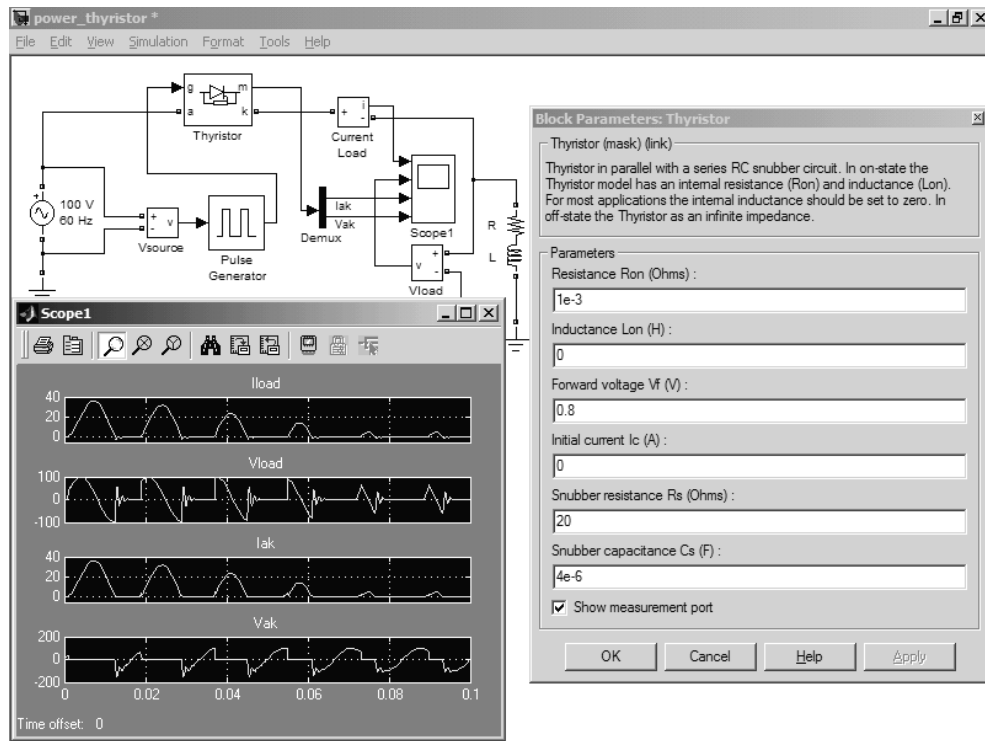 power_thyristor *
File Edit View Simulation Format Tools Help
g m
a k
Thyristor
+ i
-
Current
Load
+
100 V
60 Hz
+ v
-
Vsource
Pulse
Generator
Demux
Iak
Vak
Scope1
R
L
v +
-
Vload
Scope1
Iload
40
20
0
Vload
100
0
-100
Iak
40
20
0
Vak
200
0
-200
0 0.02 0.04 0.06 0.08 0.1
Time offset: 0
Block Parameters: Thyristor
Thyristor (mask) (link)
Thyristor in parallel with a series RC snubber circuit. In on-state the
Thyristor model has an internal resistance (Ron) and inductance (Lon).
For most applications the internal inductance should be set to zero. In
off-state the Thyristor as an infinite impedance.
Parameters
Resistance Ron (Ohms) :
1e-3
Inductance Lon (H) :
0
Forward voltage Vf (V) :
0.8
Initial current Ic (A) :
0
Snubber resistance Rs (Ohms) :
20
Snubber capacitance Cs (F) :
4e-6
Show measurement port
OK Cancel Help Apply